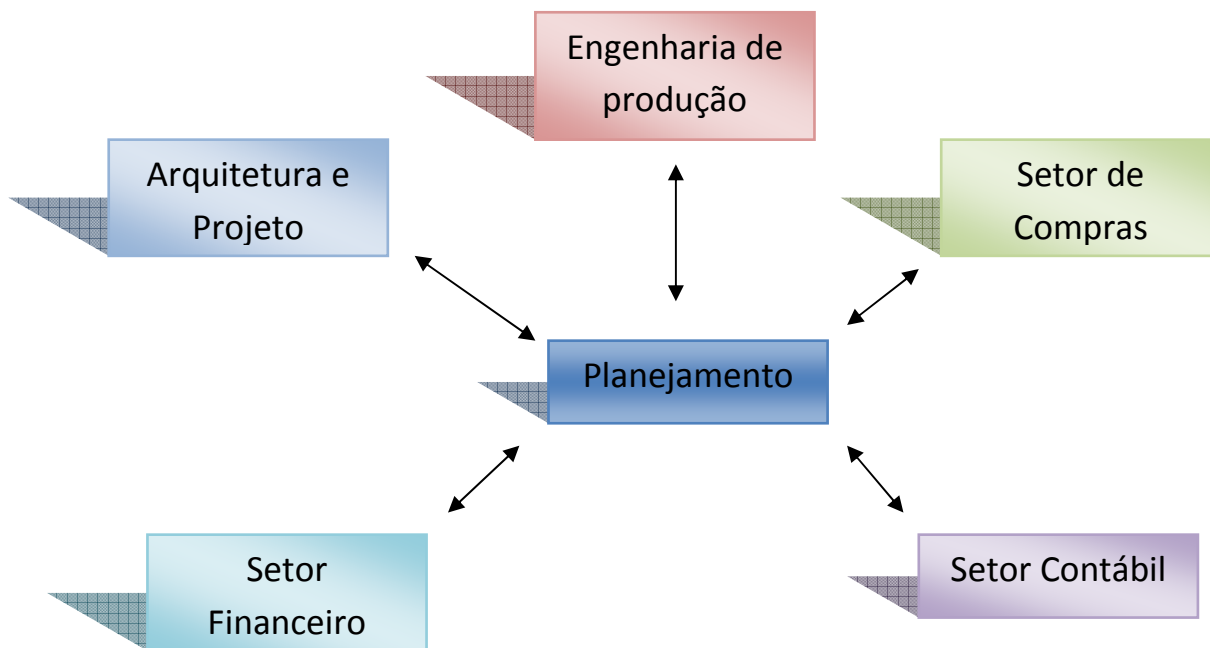 Engenharia de
produção
Arquitetura e
Projeto
Setor de
Compras
Planejamento
Setor
Financeiro
Setor Contábil